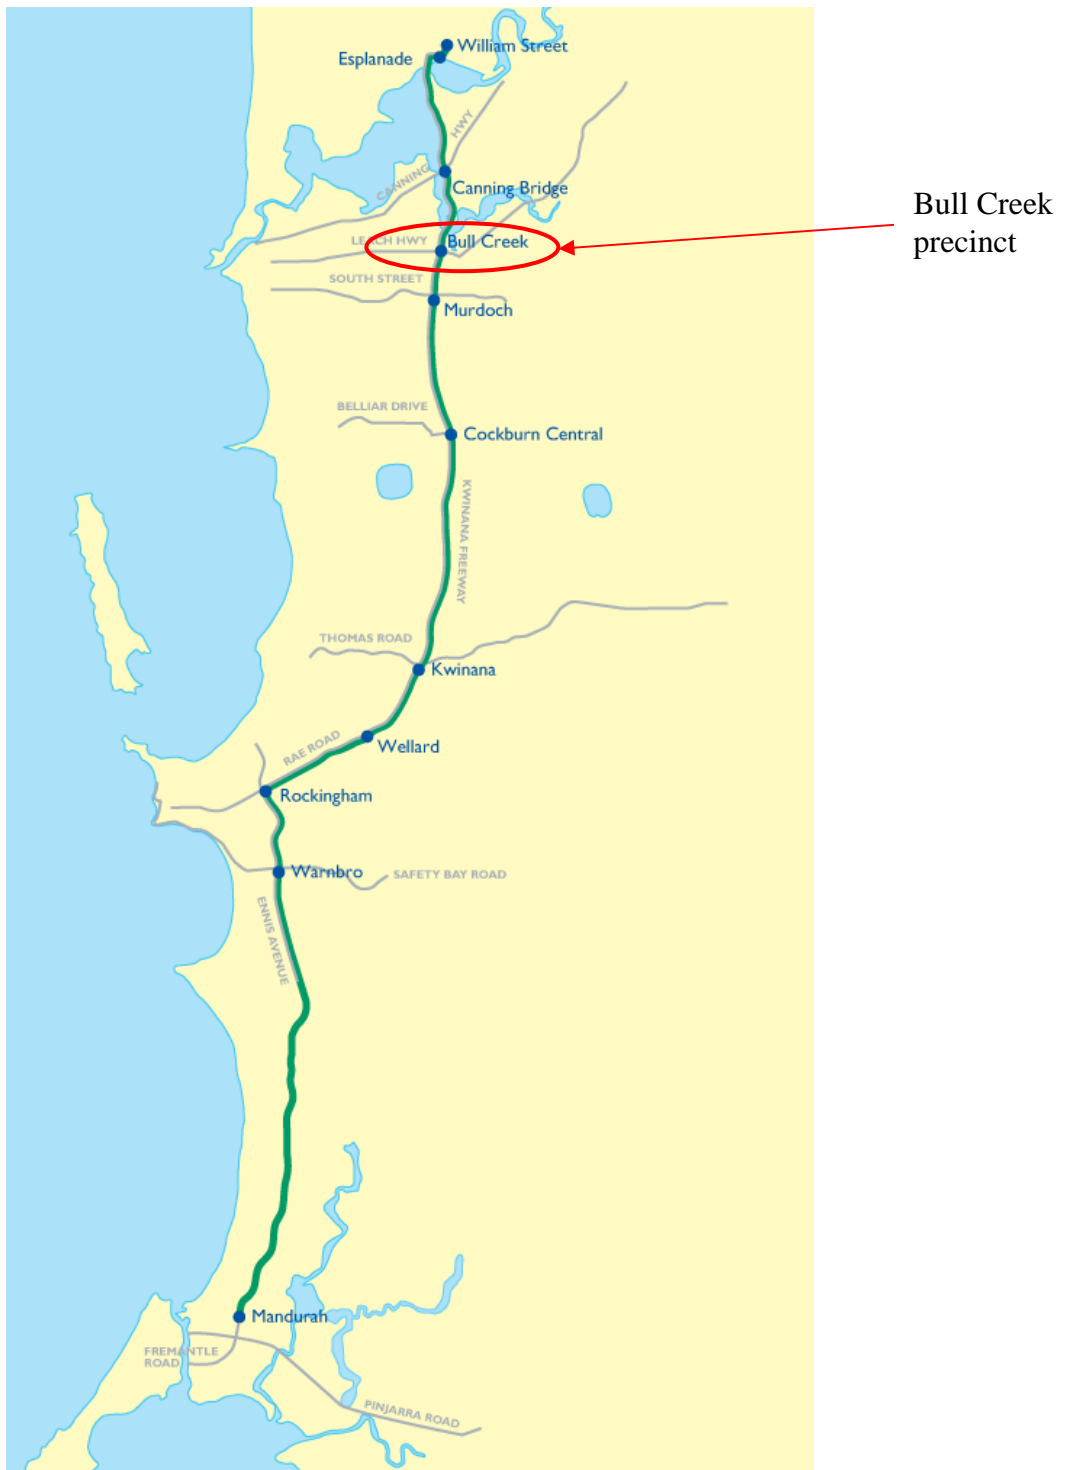 William Street
Esplanade
HWY
CANNING
Canning Bridge
Bull Creek
precinct
LEACH HWY
Bull Creek
SOUTH STREET
Murdoch
BELLIAR DRIVE
Cockburn Central
KWINANA FREEWAY
THOMAS ROAD
Kwinana
RAE ROAD
Wellard
Rockingham
Warnbro
SAFETY BAY ROAD
ENNIS AVENUE
Mandurah
FREMANTLE
ROAD
PINJARRA ROAD